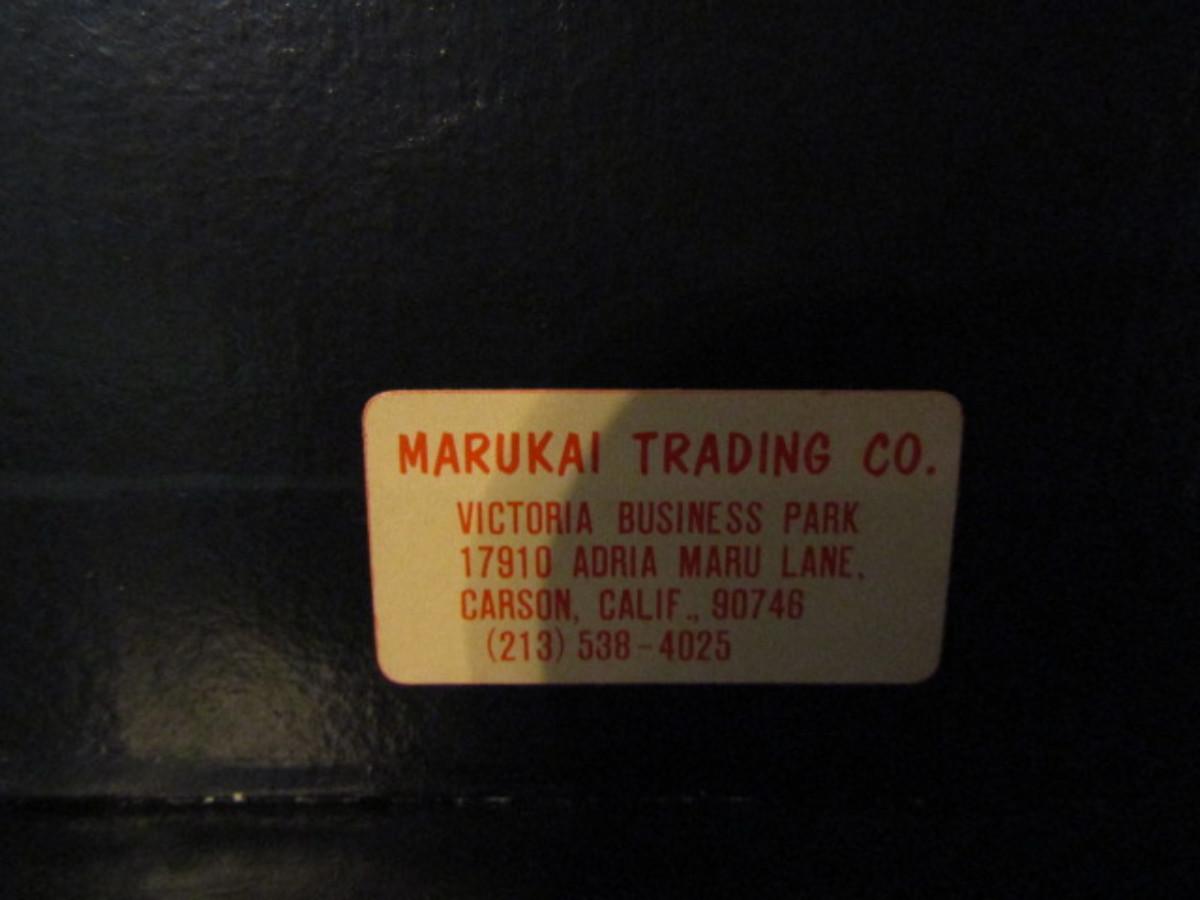 MARUKAI TRADING CO.
VICTORIA BUSINESS PARK
17910 ADRIA MARU LANE,
CARSON, CALIF., 90746
(213) 538-4025